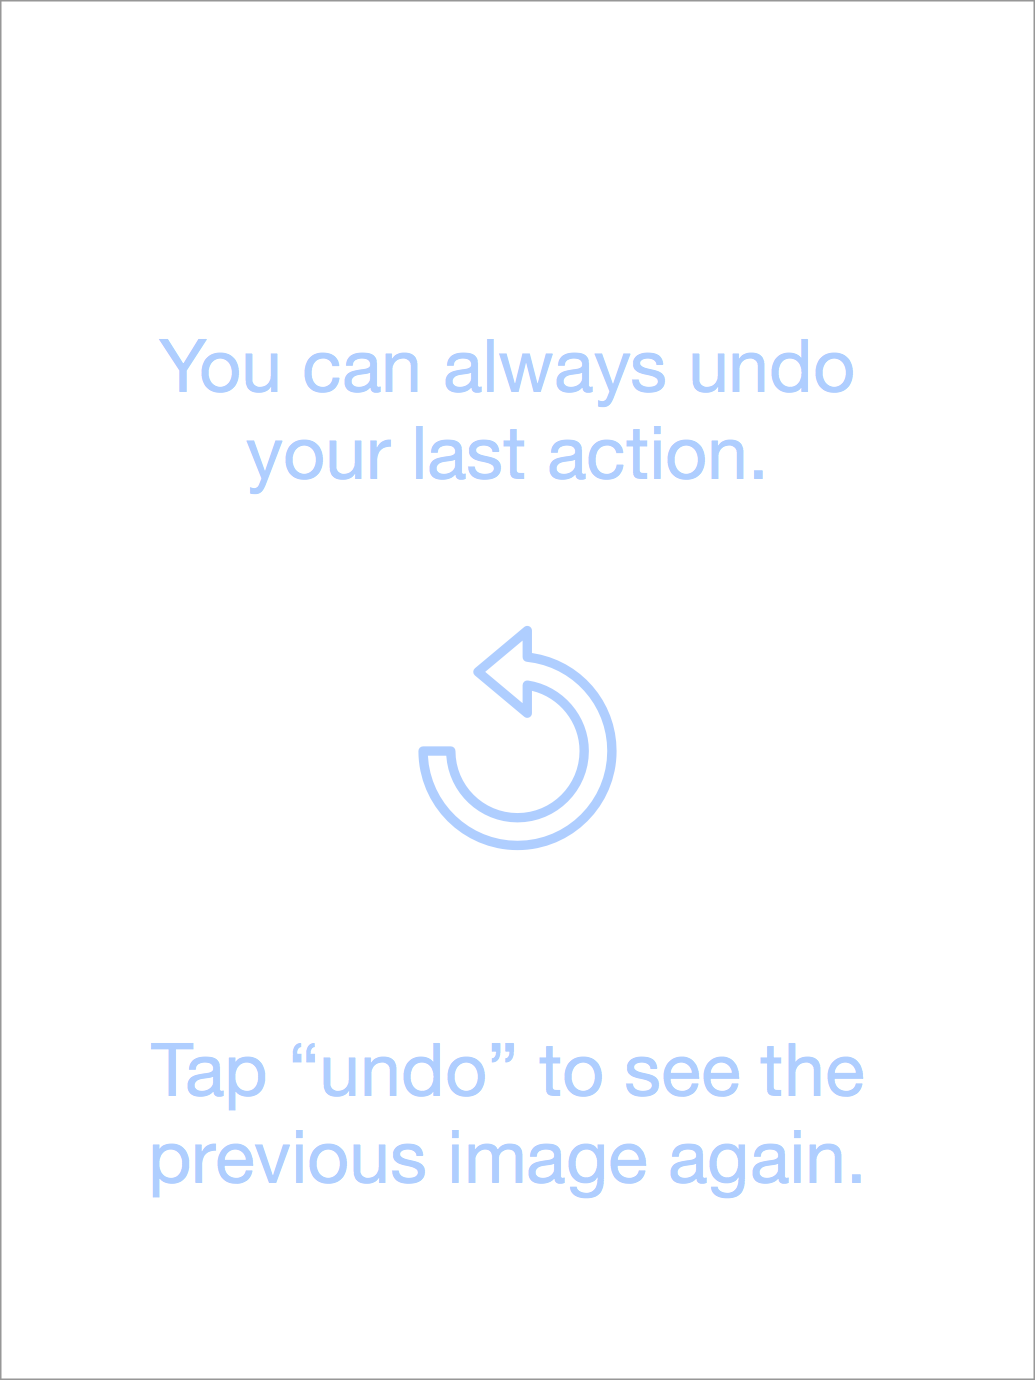 You can always undo
your last action.
Tap “undo” to see the
previous image again.